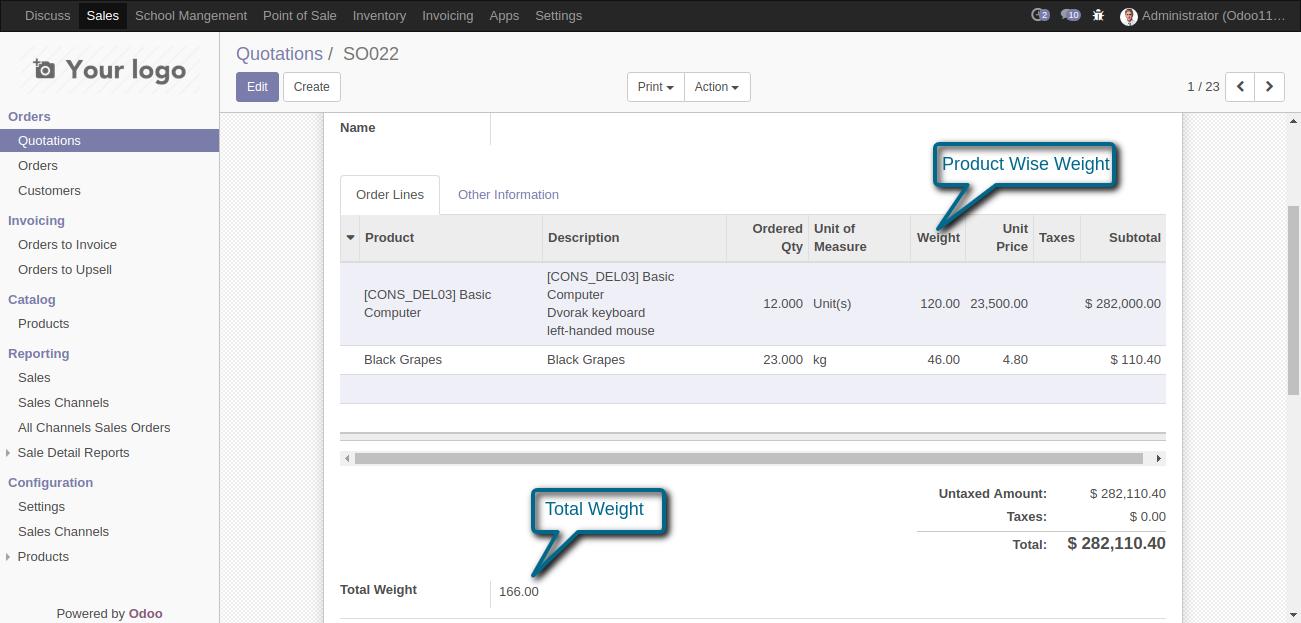 Discuss Sales School Mangement Point of Sale Inventory Invoicing Apps Settings 2 10 Administrator (Odoo11...
Your logo
Quotations / SO022
Edit Create Print Action 1 / 23
Orders
Quotations
Orders
Customers
Invoicing
Orders to Invoice
Orders to Upsell
Catalog
Products
Reporting
Sales
Sales Channels
All Channels Sales Orders
Sale Detail Reports
Configuration
Settings
Sales Channels
Products
Powered by Odoo
Name
Product Wise Weight
Order Lines Other Information
Product Description Ordered Qty Unit of Measure Weight Unit Price Taxes Subtotal
[CONS_DEL03] Basic
Computer
[CONS_DEL03] Basic
Computer
Dvorak keyboard
left-handed mouse
12.000 Unit(s) 120.00 23,500.00 $ 282,000.00
Black Grapes Black Grapes 23.000 kg 46.00 4.80 $ 110.40
Untaxed Amount: $ 282,110.40
Taxes: $ 0.00
Total: $ 282,110.40
Total Weight
Total Weight 166.00